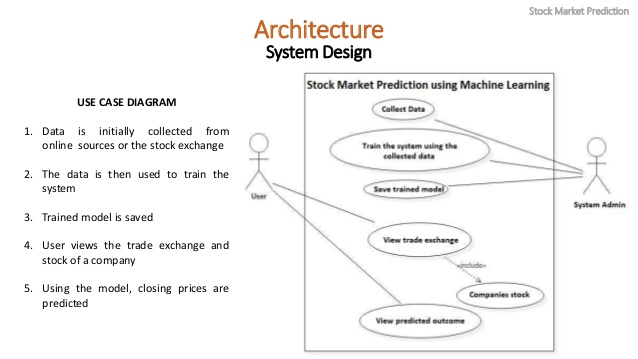 Stock Market Prediction
Architecture
System Design
USE CASE DIAGRAM
1. Data is initially collected from
online sources or the stock exchange
2. The data is then used to train the
system
3. Trained model is saved
4. User views the trade exchange and
stock of a company
5. Using the model, closing prices are
predicted
Stock Market Prediction using Machine Learning
Collect Data
Train the system using the
collected data
Save trained model
User
System Admin
View trade exchange
«include»
Companies stock
View predicted outcome